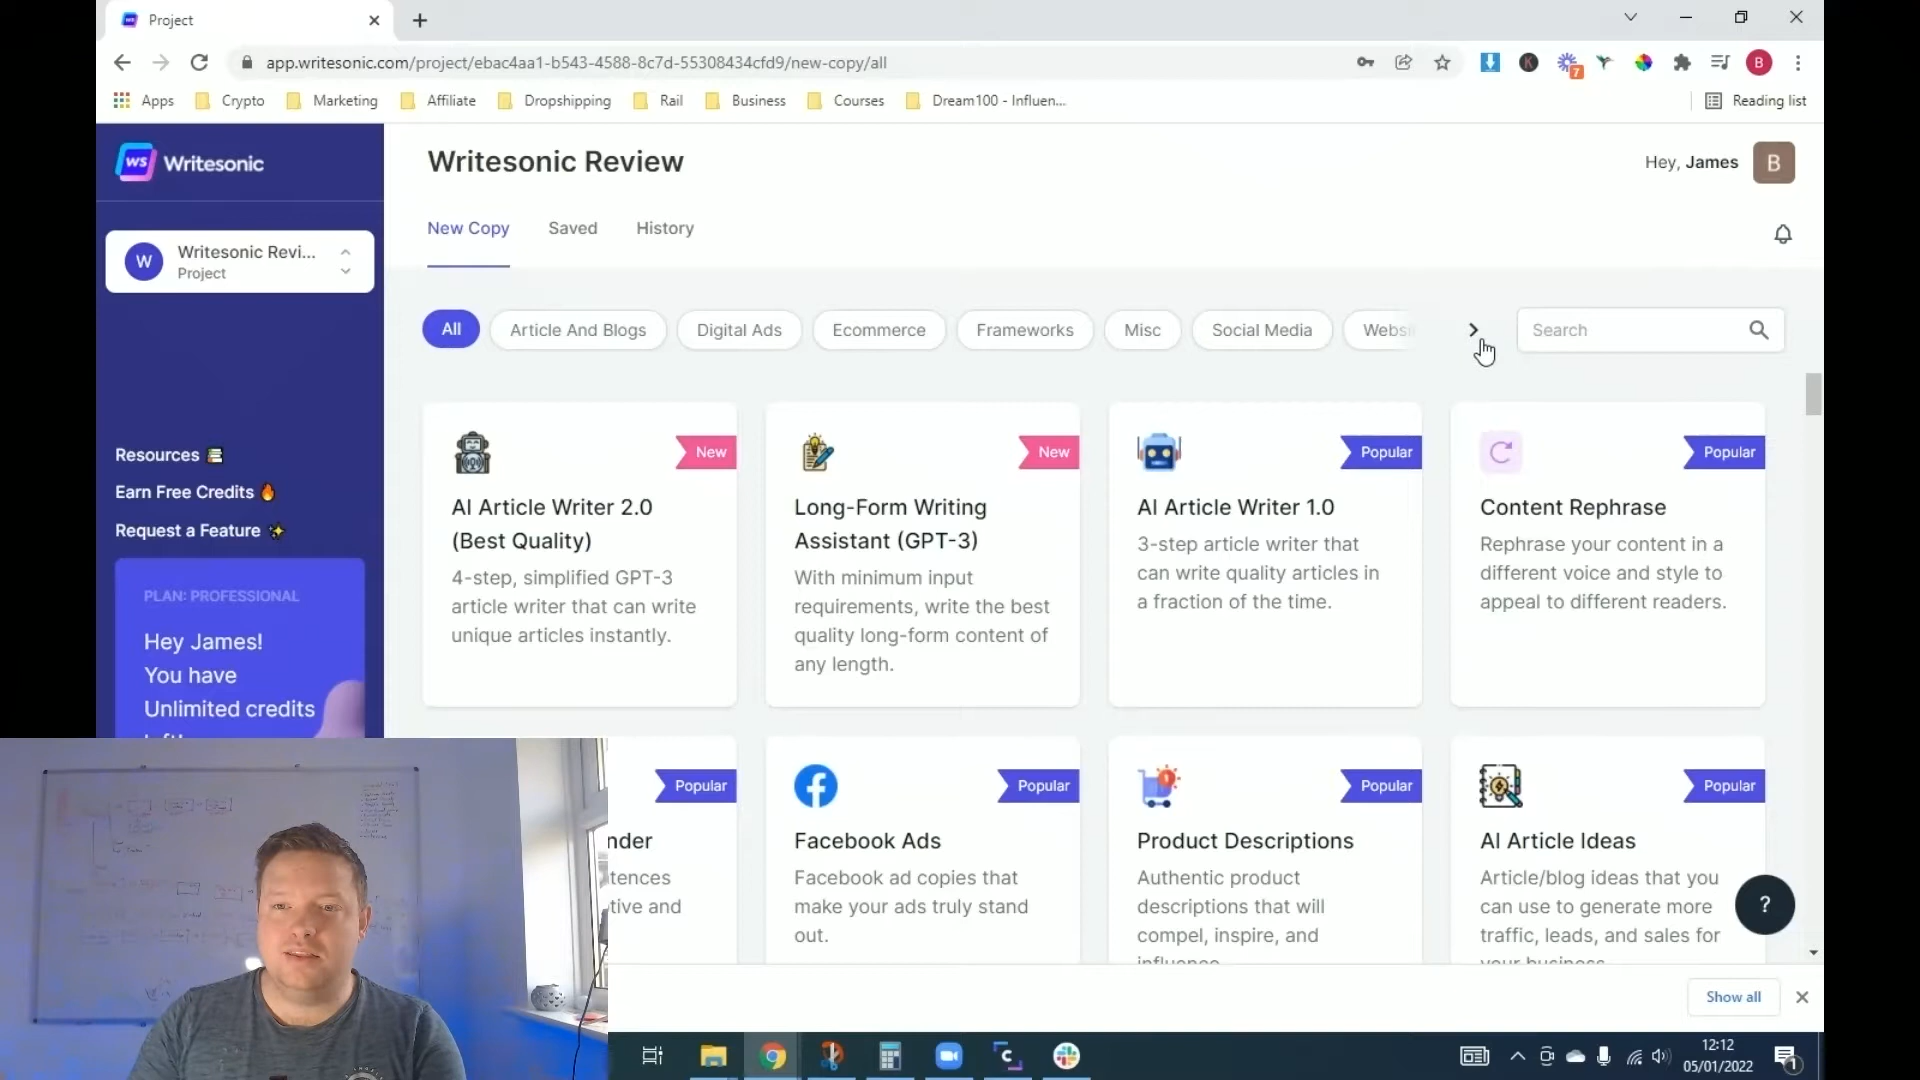 Project
app.writesonic.com/project/ebac4aa1-b543-4588-8c7d-55308434cfd9/new-copy/all
7
B
Apps
Crypto
Marketing
Affiliate
Dropshipping
Rail
Business
Courses
Dream100 - Influen...
Reading list
WS
Writesonic
Writesonic Review
Hey, James
B
W
Writesonic Revi...
Project
New Copy
Saved
History
All
Article And Blogs
Digital Ads
Ecommerce
Frameworks
Misc
Social Media
Websi
Search
Resources
Earn Free Credits
Request a Feature
PLAN: PROFESSIONAL
Hey James!
You have
Unlimited credits
New
AI Article Writer 2.0
(Best Quality)
4-step, simplified GPT-3
article writer that can write
unique articles instantly.
New
Long-Form Writing
Assistant (GPT-3)
With minimum input
requirements, write the best
quality long-form content of
any length.
Popular
AI Article Writer 1.0
3-step article writer that
can write quality articles in
a fraction of the time.
Popular
Content Rephrase
Rephrase your content in a
different voice and style to
appeal to different readers.
Popular
nder
tences
tive and
Popular
Facebook Ads
Facebook ad copies that
make your ads truly stand
out.
Popular
Product Descriptions
Authentic product
descriptions that will
compel, inspire, and
influence
Popular
AI Article Ideas
Article/blog ideas that you
can use to generate more
traffic, leads, and sales for
your business.
?
Show all
12:12
05/01/2022
1